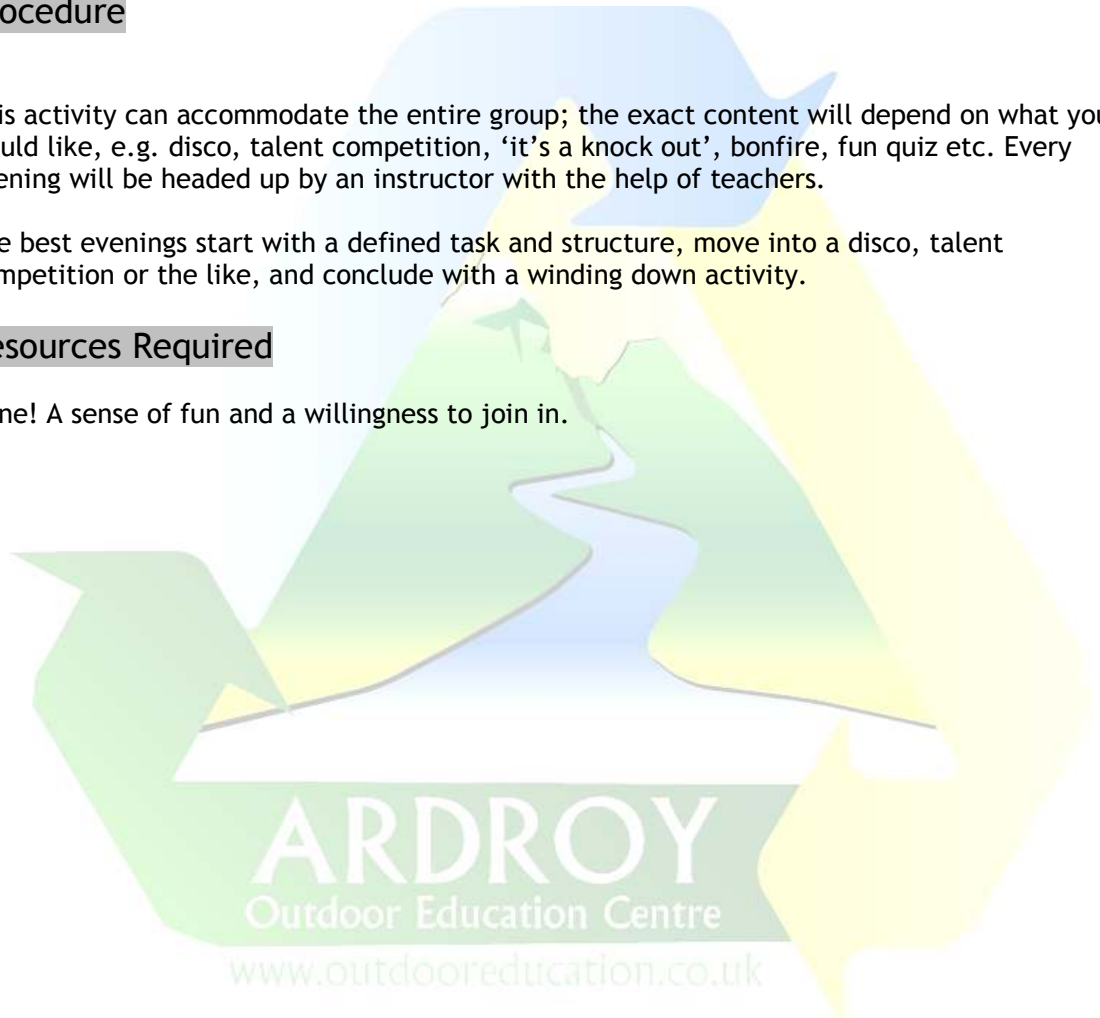 ocedure
is activity can accommodate the entire group; the exact content will depend on what you
uld like, e.g. disco, talent competition, ‘it’s a knock out’, bonfire, fun quiz etc. Every
ening will be headed up by an instructor with the help of teachers.
e best evenings start with a defined task and structure, move into a disco, talent
mpetition or the like, and conclude with a winding down activity.
esources Required
ne! A sense of fun and a willingness to join in.
ARDROY
Outdoor Education Centre
www.outdooreducation.co.uk